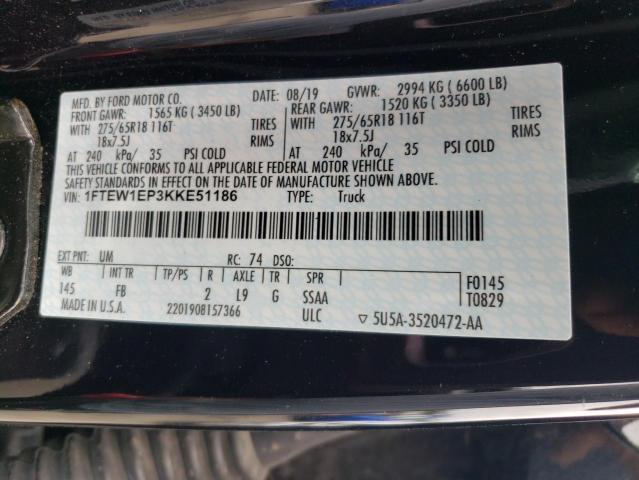 MFD. BY FORD MOTOR CO. DATE: 08/19 GVWR: 2994 KG ( 6600 LB)
FRONT GAWR: 1565 KG ( 3450 LB) REAR GAWR: 1520 KG ( 3350 LB)
WITH 275/65R18 116T TIRES WITH 275/65R18 116T TIRES
18x7.5J RIMS 18x7.5J RIMS
AT 240 kPa/ 35 PSI COLD AT 240 kPa/ 35 PSI COLD
THIS VEHICLE CONFORMS TO ALL APPLICABLE FEDERAL MOTOR VEHICLE
SAFETY STANDARDS IN EFFECT ON THE DATE OF MANUFACTURE SHOWN ABOVE.
VIN: 1FTEW1EP3KKE51186 TYPE: Truck
EXT PNT: UM RC: 74 DSO:
WB INT TR TP/PS R AXLE TR SPR F0145
145 FB 2 L9 G SSAA T0829
MADE IN U.S.A. 2201908157366 ULC ▽ 5U5A-3520472-AA